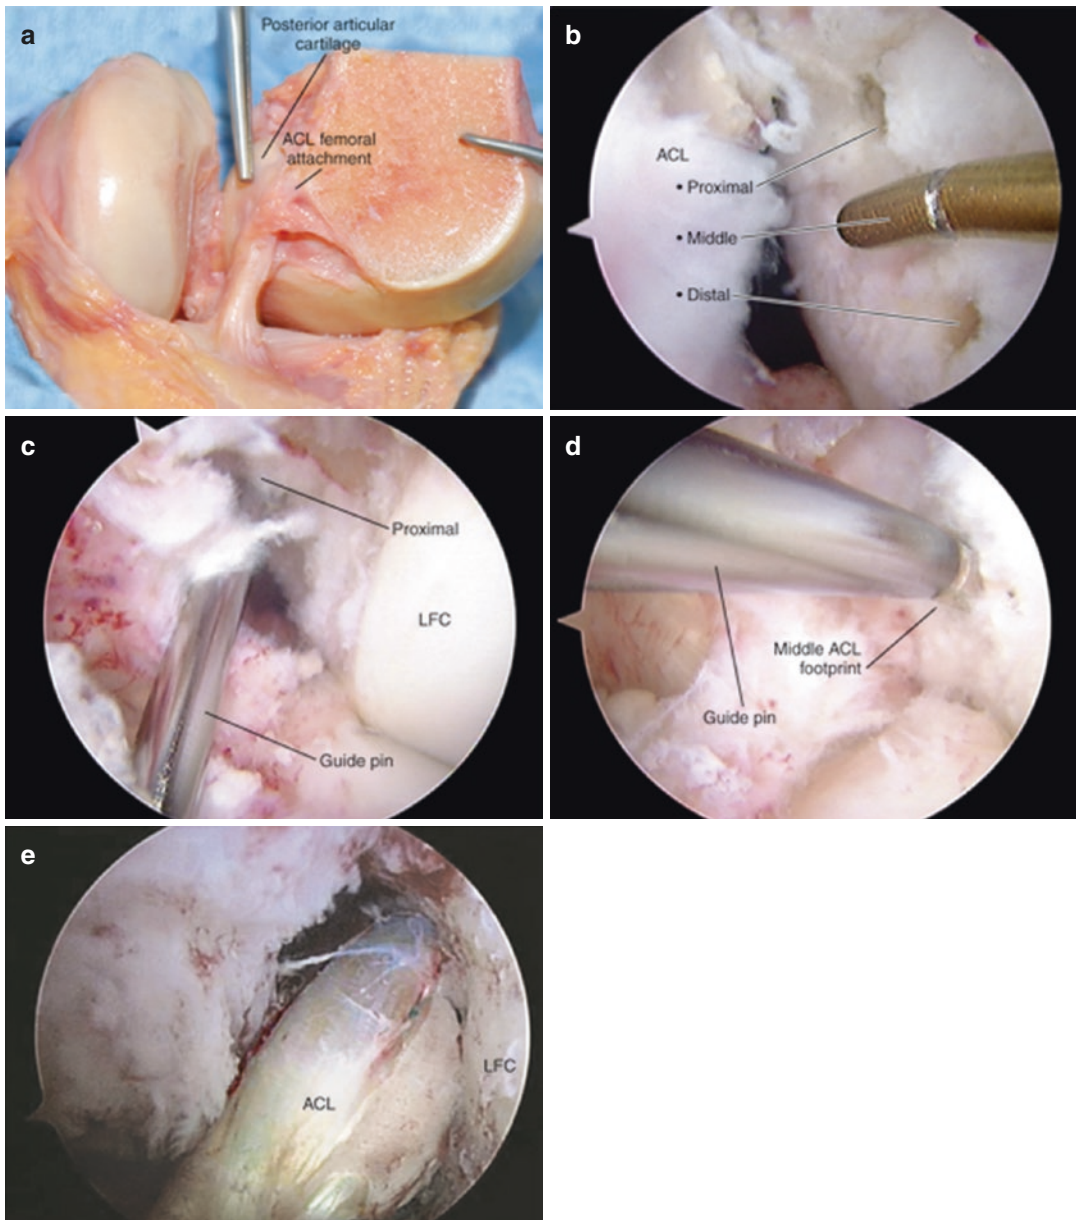 a
Posterior articular
cartilage
ACL femoral
attachment
b
ACL
• Proximal
• Middle
• Distal
c
Proximal
LFC
Guide pin
d
Middle ACL
footprint
Guide pin
e
LFC
ACL